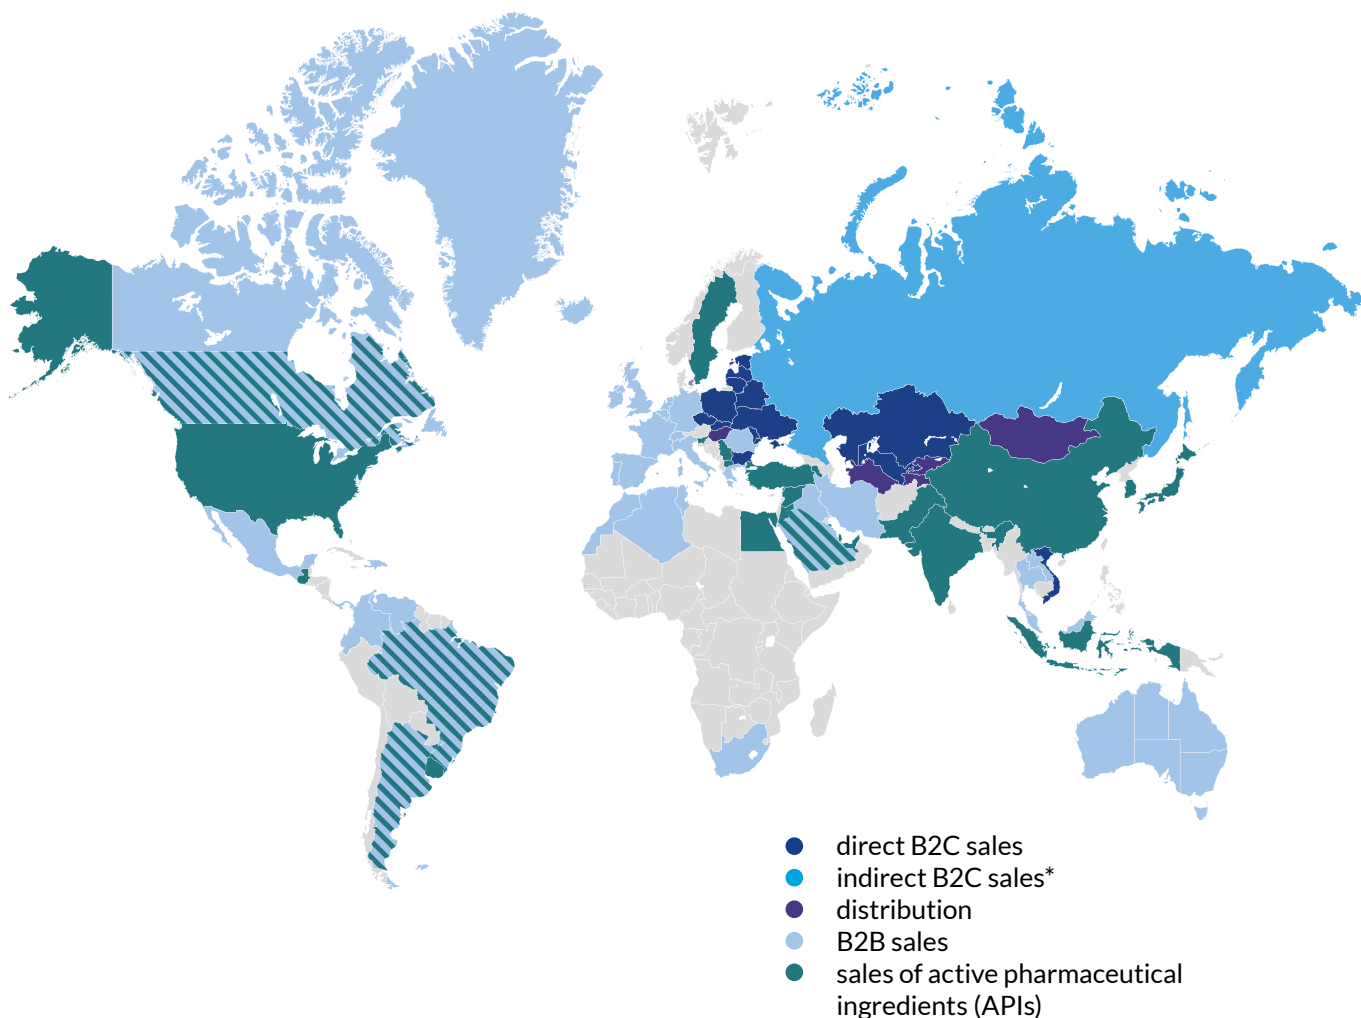 direct B2C sales
indirect B2C sales*
distribution
B2B sales
sales of active pharmaceutical
ingredients (APIs)